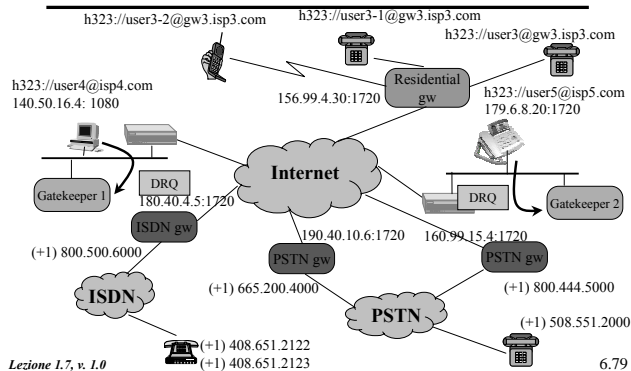 h323://user3-2@gw3.isp3.com
h323://user3-1@gw3.isp3.com
h323://user3@gw3.isp3.com
h323://user4@isp4.com
140.50.16.4: 1080
156.99.4.30:1720
Residential
gw
h323://user5@isp5.com
179.6.8.20:1720
Internet
Gatekeeper 1
DRQ
180.40.4.5:1720
DRQ
Gatekeeper 2
ISDN gw
190.40.10.6:1720
160.99.15.4:1720
(+1) 800.500.6000
PSTN gw
PSTN gw
(+1) 665.200.4000
(+1) 800.444.5000
ISDN
PSTN
(+1) 508.551.2000
(+1) 408.651.2122
(+1) 408.651.2123
Lezione 1.7, v. 1.0
6.79